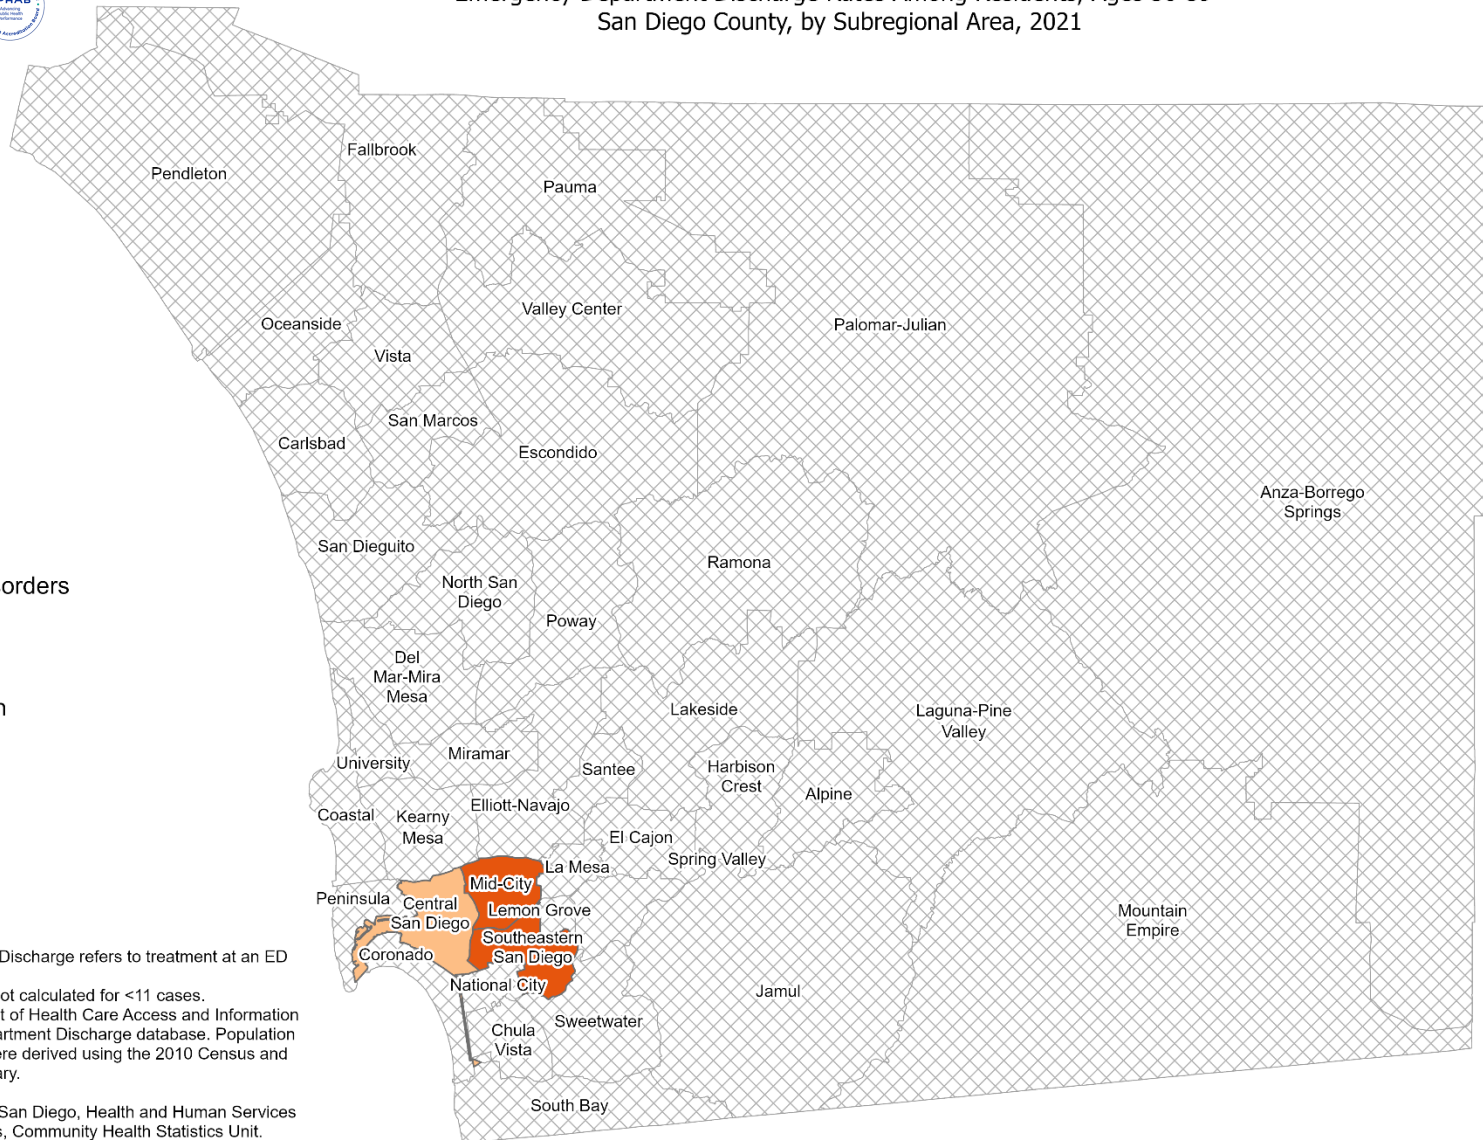 San Diego County, by Subregional Area, 2021
Fallbrook
Pendleton
Pauma
Valley Center
Oceanside
Palomar-Julian
Vista
San Marcos
Carlsbad
Escondido
Anza-Borrego
Springs
San Dieguito
Ramona
North San
Diego
orders
Poway
Del
Mar-Mira
Mesa
n
Lakeside
Laguna-Pine
Valley
Miramar
University
Santee
Harbison
Crest
Alpine
Elliott-Navajo
Coastal
Kearny
Mesa
El Cajon
Spring Valley
La Mesa
Mid-City
Peninsula
Central
San Diego
Lemon Grove
Mountain
Empire
Southeastern
San Diego
Coronado
Discharge refers to treatment at an ED
National City
Jamul
ot calculated for <11 cases.
t of Health Care Access and Information
artment Discharge database. Population
ere derived using the 2010 Census and
ary.
Sweetwater
Chula
Vista
South Bay
San Diego, Health and Human Services
s, Community Health Statistics Unit.